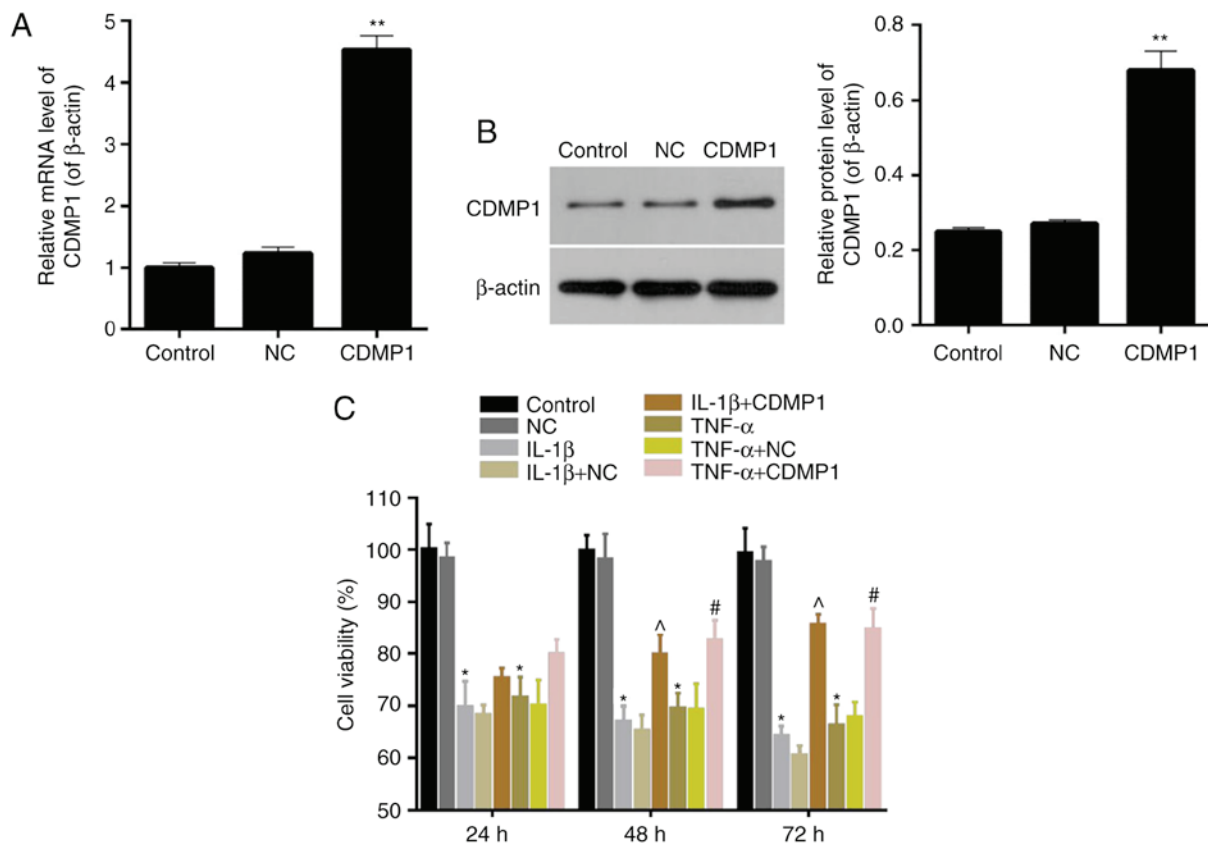 A
Relative mRNA level of
CDMP1 (of β-actin)
5
4
3
2
1
0
**
Control NC CDMP1
B
Control NC CDMP1
CDMP1
β-actin
Relative protein level of
CDMP1 (of β-actin)
0.8
0.6
0.4
0.2
0.0
**
Control NC CDMP1
C
Control
NC
IL-1β
IL-1β+NC
IL-1β+CDMP1
TNF-α
TNF-α+NC
TNF-α+CDMP1
Cell viability (%)
110
100
90
80
70
60
50
* *
* ^ * #
* ^ * #
24 h 48 h 72 h